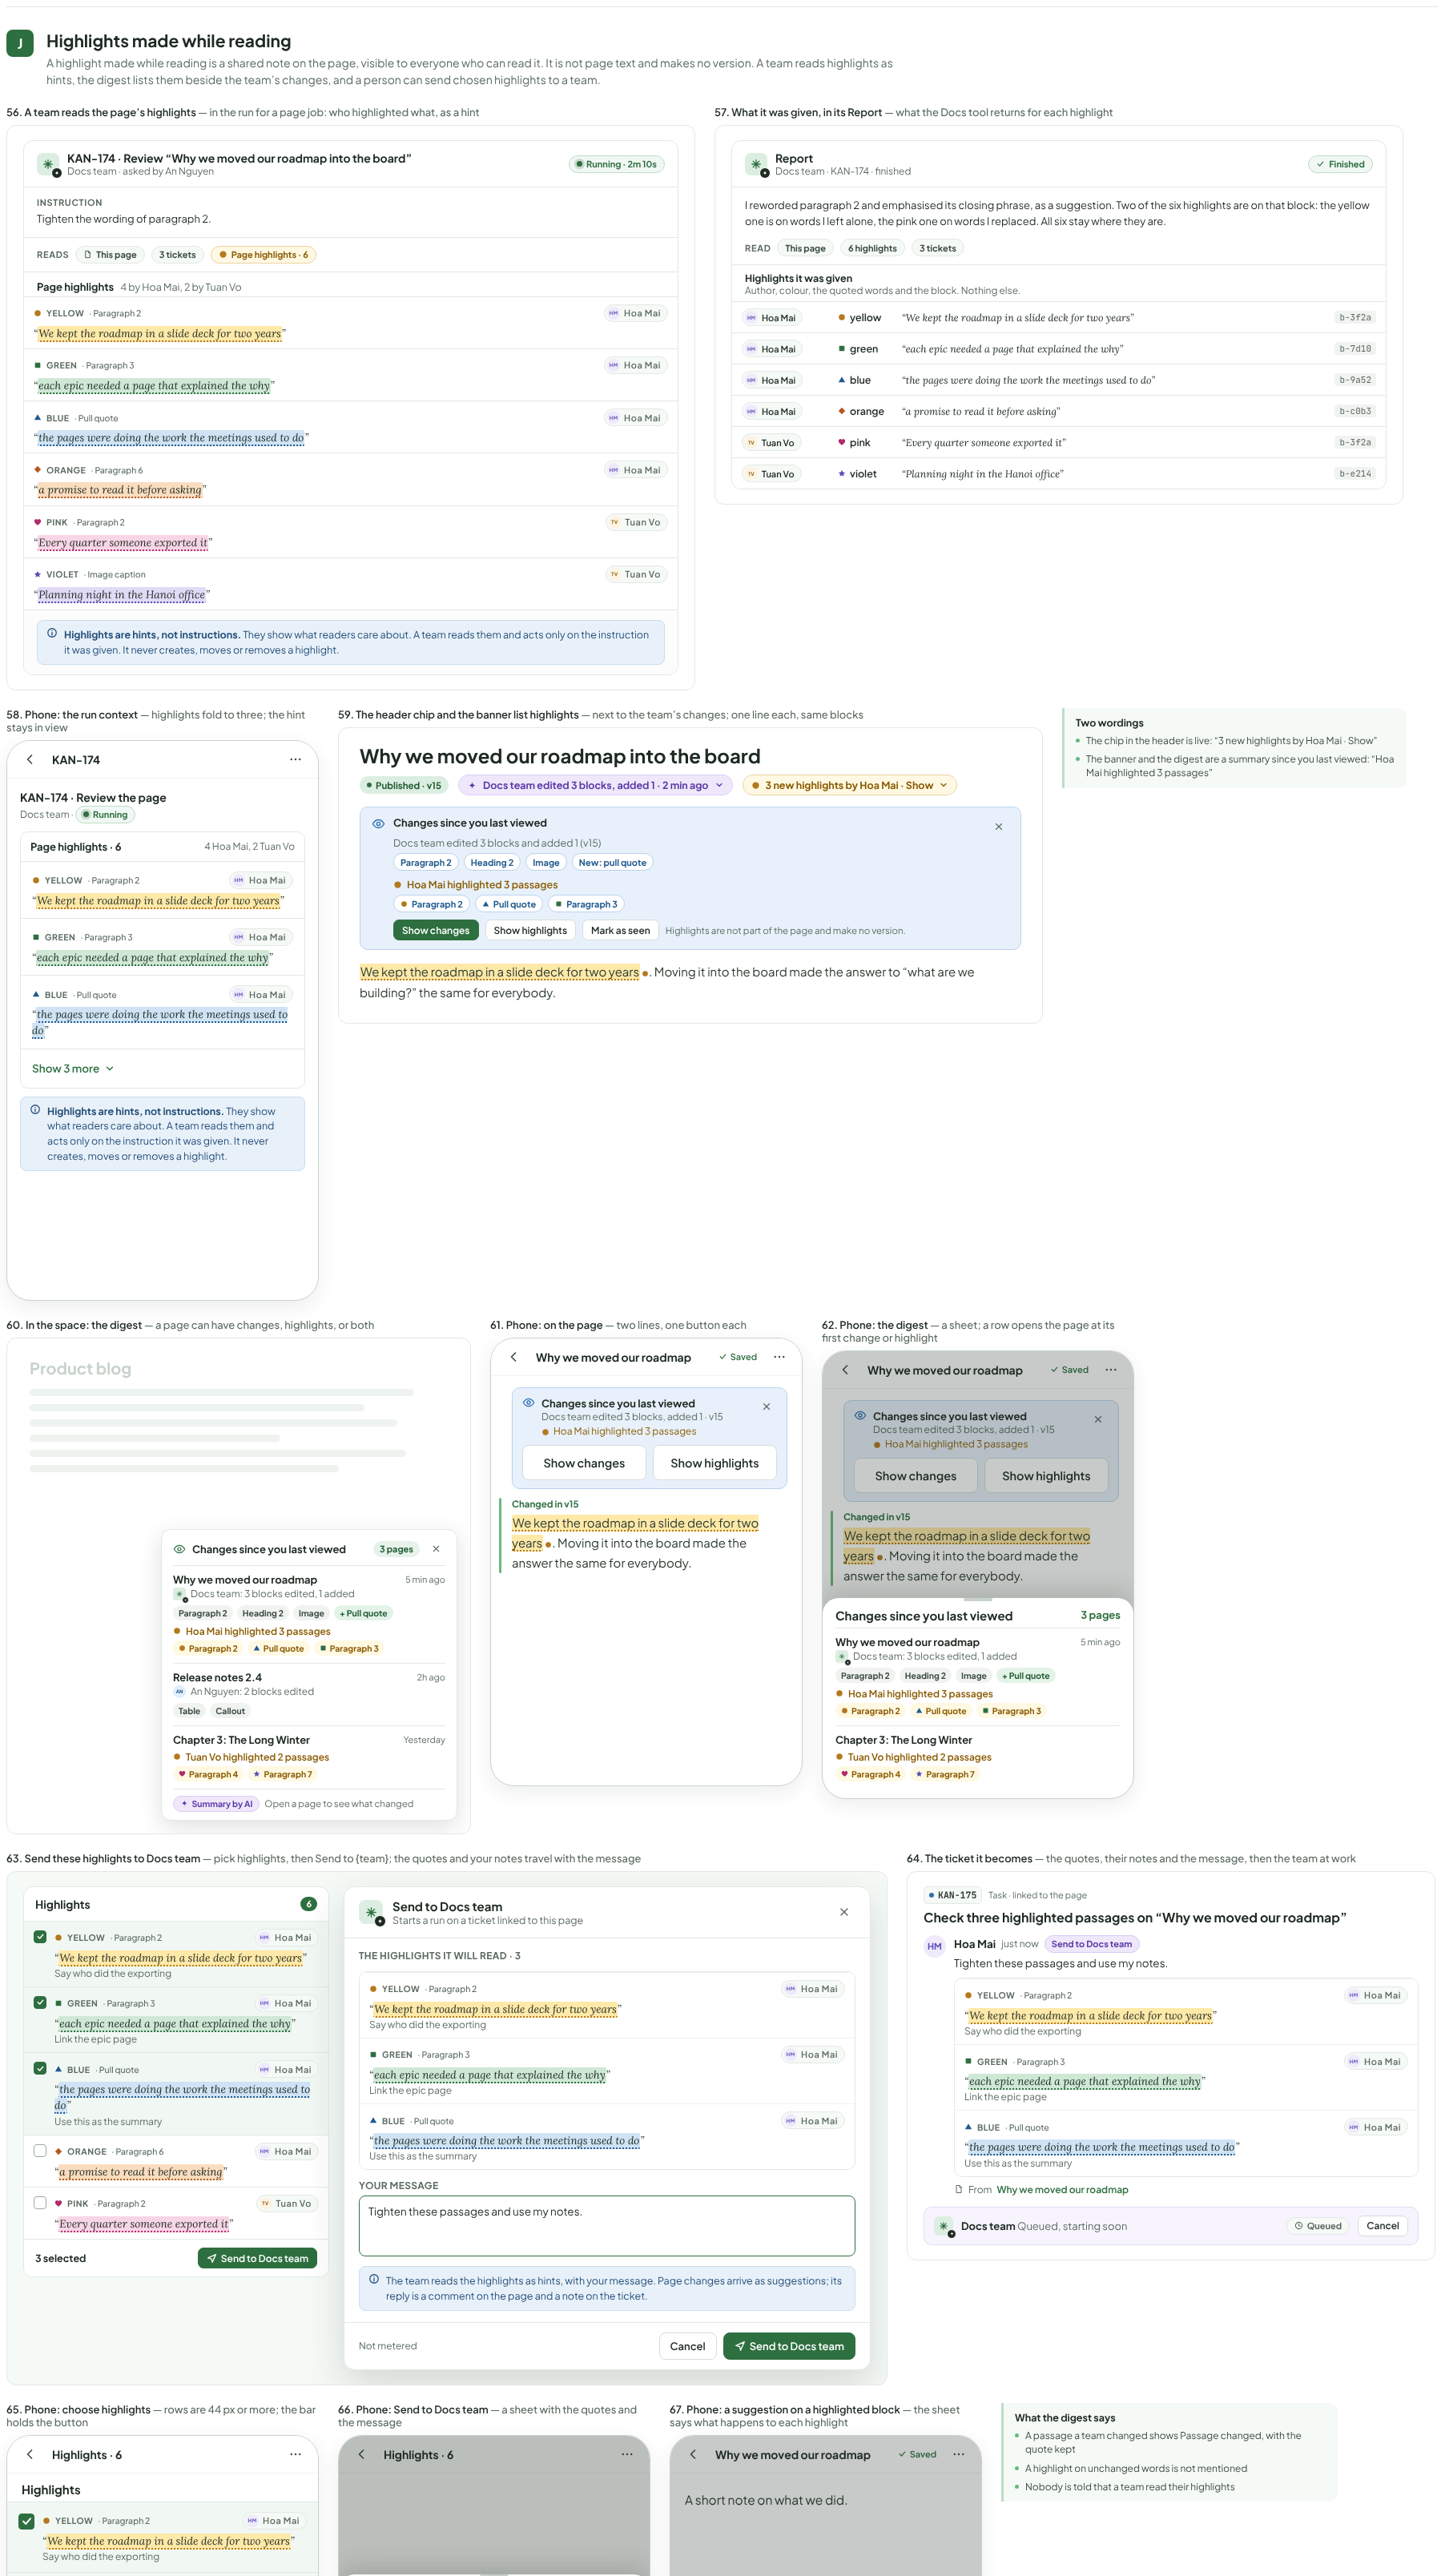 J
Highlights made while reading
A highlight made while reading is a shared note on the page, visible to everyone who can read it. It is not page text and makes no version. A team reads highlights as
hints, the digest lists them beside the team's changes, and a person can send chosen highlights to a team.
56. A team reads the page's highlights — in the run for a page job: who highlighted what, as a hint
KAN-174 · Review “Why we moved our roadmap into the board”
Docs team · asked by An Nguyen
Running · 2m 10s
INSTRUCTION
Tighten the wording of paragraph 2.
READS This page 3 tickets Page highlights · 6
Page highlights 4 by Hoa Mai, 2 by Tuan Vo
YELLOW · Paragraph 2 HM Hoa Mai
“We kept the roadmap in a slide deck for two years”
GREEN · Paragraph 3 HM Hoa Mai
“each epic needed a page that explained the why”
BLUE · Pull quote HM Hoa Mai
“the pages were doing the work the meetings used to do”
ORANGE · Paragraph 6 HM Hoa Mai
“a promise to read it before asking”
PINK · Paragraph 2 TV Tuan Vo
“Every quarter someone exported it”
VIOLET · Image caption TV Tuan Vo
“Planning night in the Hanoi office”
Highlights are hints, not instructions. They show what readers care about. A team reads them and acts only on the instruction
it was given. It never creates, moves or removes a highlight.
57. What it was given, in its Report — what the Docs tool returns for each highlight
Report
Docs team · KAN-174 · finished
Finished
I reworded paragraph 2 and emphasised its closing phrase, as a suggestion. Two of the six highlights are on that block: the yellow
one is on words I left alone, the pink one on words I replaced. All six stay where they are.
READ This page 6 highlights 3 tickets
Highlights it was given
Author, colour, the quoted words and the block. Nothing else.
HM Hoa Mai yellow “We kept the roadmap in a slide deck for two years” b-3f2a
HM Hoa Mai green “each epic needed a page that explained the why” b-7d10
HM Hoa Mai blue “the pages were doing the work the meetings used to do” b-9a52
HM Hoa Mai orange “a promise to read it before asking” b-c0b3
TV Tuan Vo pink “Every quarter someone exported it” b-3f2a
TV Tuan Vo violet “Planning night in the Hanoi office” b-e214
58. Phone: the run context — highlights fold to three; the hint
stays in view
KAN-174
KAN-174 · Review the page
Docs team · Running
Page highlights · 6 4 Hoa Mai, 2 Tuan Vo
YELLOW · Paragraph 2 HM Hoa Mai
“We kept the roadmap in a slide deck for two years”
GREEN · Paragraph 3 HM Hoa Mai
“each epic needed a page that explained the why”
BLUE · Pull quote HM Hoa Mai
“the pages were doing the work the meetings used to
do”
Show 3 more
Highlights are hints, not instructions. They show
what readers care about. A team reads them and
acts only on the instruction it was given. It never
creates, moves or removes a highlight.
59. The header chip and the banner list highlights — next to the team's changes; one line each, same blocks
Why we moved our roadmap into the board
Published · v15 Docs team edited 3 blocks, added 1 · 2 min ago 3 new highlights by Hoa Mai · Show
Changes since you last viewed
Docs team edited 3 blocks and added 1 (v15)
Paragraph 2 Heading 2 Image New: pull quote
Hoa Mai highlighted 3 passages
Paragraph 2 Pull quote Paragraph 3
Show changes Show highlights Mark as seen Highlights are not part of the page and make no version.
We kept the roadmap in a slide deck for two years . Moving it into the board made the answer to “what are we
building?” the same for everybody.
Two wordings
The chip in the header is live: “3 new highlights by Hoa Mai · Show”
The banner and the digest are a summary since you last viewed: “Hoa
Mai highlighted 3 passages”
60. In the space: the digest — a page can have changes, highlights, or both
Product blog
Changes since you last viewed 3 pages
Why we moved our roadmap 5 min ago
Docs team: 3 blocks edited, 1 added
Paragraph 2 Heading 2 Image + Pull quote
Hoa Mai highlighted 3 passages
Paragraph 2 Pull quote Paragraph 3
Release notes 2.4 2h ago
AN An Nguyen: 2 blocks edited
Table Callout
Chapter 3: The Long Winter Yesterday
Tuan Vo highlighted 2 passages
Paragraph 4 Paragraph 7
Summary by AI Open a page to see what changed
61. Phone: on the page — two lines, one button each
Why we moved our roadmap Saved
Changes since you last viewed
Docs team edited 3 blocks, added 1 · v15
Hoa Mai highlighted 3 passages
Show changes Show highlights
Changed in v15
We kept the roadmap in a slide deck for two
years . Moving it into the board made the
answer the same for everybody.
62. Phone: the digest — a sheet; a row opens the page at its
first change or highlight
Why we moved our roadmap Saved
Changes since you last viewed
Docs team edited 3 blocks, added 1 · v15
Hoa Mai highlighted 3 passages
Show changes Show highlights
Changed in v15
We kept the roadmap in a slide deck for two
years . Moving it into the board made the
answer the same for everybody.
Changes since you last viewed 3 pages
Why we moved our roadmap 5 min ago
Docs team: 3 blocks edited, 1 added
Paragraph 2 Heading 2 Image + Pull quote
Hoa Mai highlighted 3 passages
Paragraph 2 Pull quote Paragraph 3
Chapter 3: The Long Winter
Tuan Vo highlighted 2 passages
Paragraph 4 Paragraph 7
63. Send these highlights to Docs team — pick highlights, then Send to {team}; the quotes and your notes travel with the message
Highlights 6
YELLOW · Paragraph 2 HM Hoa Mai
“We kept the roadmap in a slide deck for two years”
Say who did the exporting
GREEN · Paragraph 3 HM Hoa Mai
“each epic needed a page that explained the why”
Link the epic page
BLUE · Pull quote HM Hoa Mai
“the pages were doing the work the meetings used to
do”
Use this as the summary
ORANGE · Paragraph 6 HM Hoa Mai
“a promise to read it before asking”
PINK · Paragraph 2 TV Tuan Vo
“Every quarter someone exported it”
3 selected Send to Docs team
Send to Docs team
Starts a run on a ticket linked to this page
THE HIGHLIGHTS IT WILL READ · 3
YELLOW · Paragraph 2 HM Hoa Mai
“We kept the roadmap in a slide deck for two years”
Say who did the exporting
GREEN · Paragraph 3 HM Hoa Mai
“each epic needed a page that explained the why”
Link the epic page
BLUE · Pull quote HM Hoa Mai
“the pages were doing the work the meetings used to do”
Use this as the summary
YOUR MESSAGE
Tighten these passages and use my notes.
The team reads the highlights as hints, with your message. Page changes arrive as suggestions; its
reply is a comment on the page and a note on the ticket.
Not metered Cancel Send to Docs team
64. The ticket it becomes — the quotes, their notes and the message, then the team at work
KAN-175 Task · linked to the page
Check three highlighted passages on “Why we moved our roadmap”
HM Hoa Mai just now Send to Docs team
Tighten these passages and use my notes.
YELLOW · Paragraph 2 HM Hoa Mai
“We kept the roadmap in a slide deck for two years”
Say who did the exporting
GREEN · Paragraph 3 HM Hoa Mai
“each epic needed a page that explained the why”
Link the epic page
BLUE · Pull quote HM Hoa Mai
“the pages were doing the work the meetings used to do”
Use this as the summary
From Why we moved our roadmap
Docs team Queued, starting soon Queued Cancel
65. Phone: choose highlights — rows are 44 px or more; the bar
holds the button
Highlights · 6
Highlights
YELLOW · Paragraph 2 HM Hoa Mai
“We kept the roadmap in a slide deck for two years”
Say who did the exporting
66. Phone: Send to Docs team — a sheet with the quotes and
the message
Highlights · 6
67. Phone: a suggestion on a highlighted block — the sheet
says what happens to each highlight
Why we moved our roadmap Saved
A short note on what we did.
What the digest says
A passage a team changed shows Passage changed, with the
quote kept
A highlight on unchanged words is not mentioned
Nobody is told that a team read their highlights